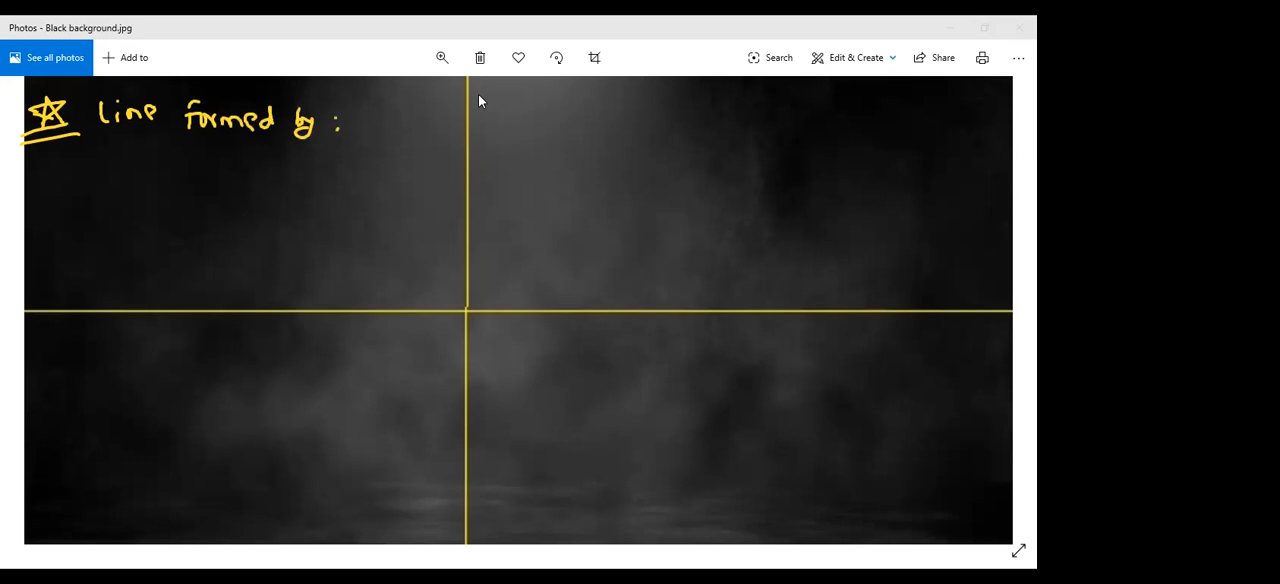 Photos - Black background.jpg
See all photos
Add to
Search
Edit & Create
Share
Line formed by :